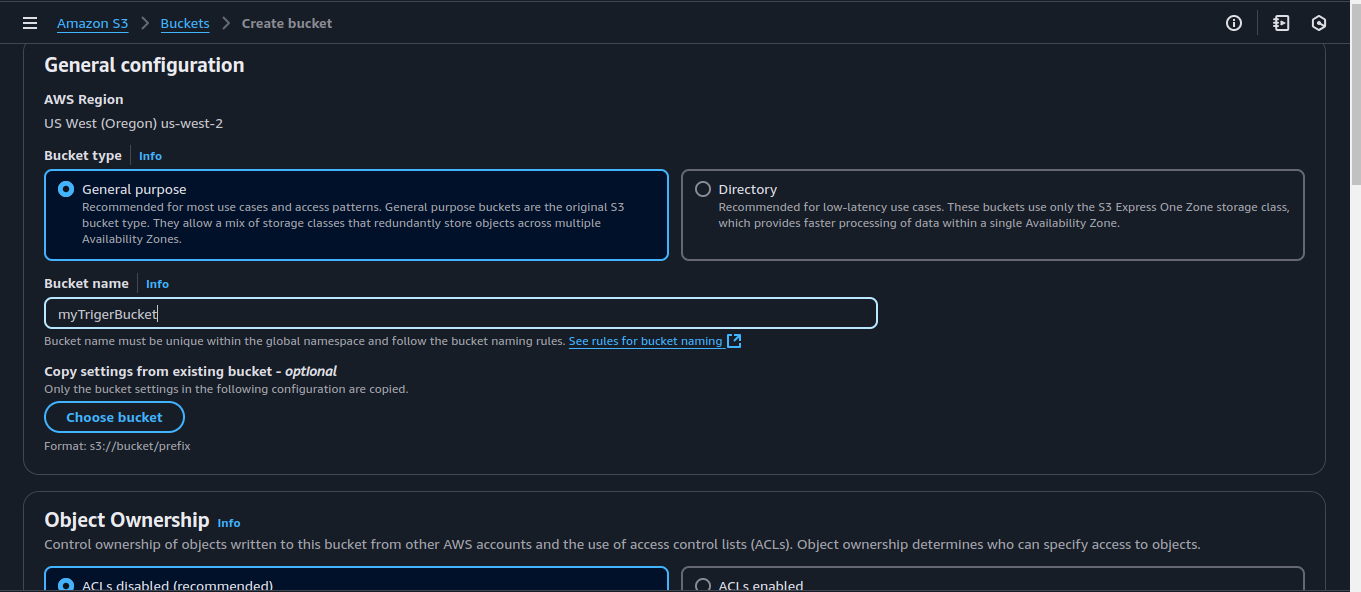 Amazon S3 > Buckets > Create bucket
General configuration
AWS Region
US West (Oregon) us-west-2
Bucket type Info
General purpose
Recommended for most use cases and access patterns. General purpose buckets are the original S3
bucket type. They allow a mix of storage classes that redundantly store objects across multiple
Availability Zones.
Directory
Recommended for low-latency use cases. These buckets use only the S3 Express One Zone storage class,
which provides faster processing of data within a single Availability Zone.
Bucket name Info
myTrigerBucket
Bucket name must be unique within the global namespace and follow the bucket naming rules. See rules for bucket naming
Copy settings from existing bucket - optional
Only the bucket settings in the following configuration are copied.
Choose bucket
Format: s3://bucket/prefix
Object Ownership Info
Control ownership of objects written to this bucket from other AWS accounts and the use of access control lists (ACLs). Object ownership determines who can specify access to objects.
ACLs disabled (recommended)
ACLs enabled